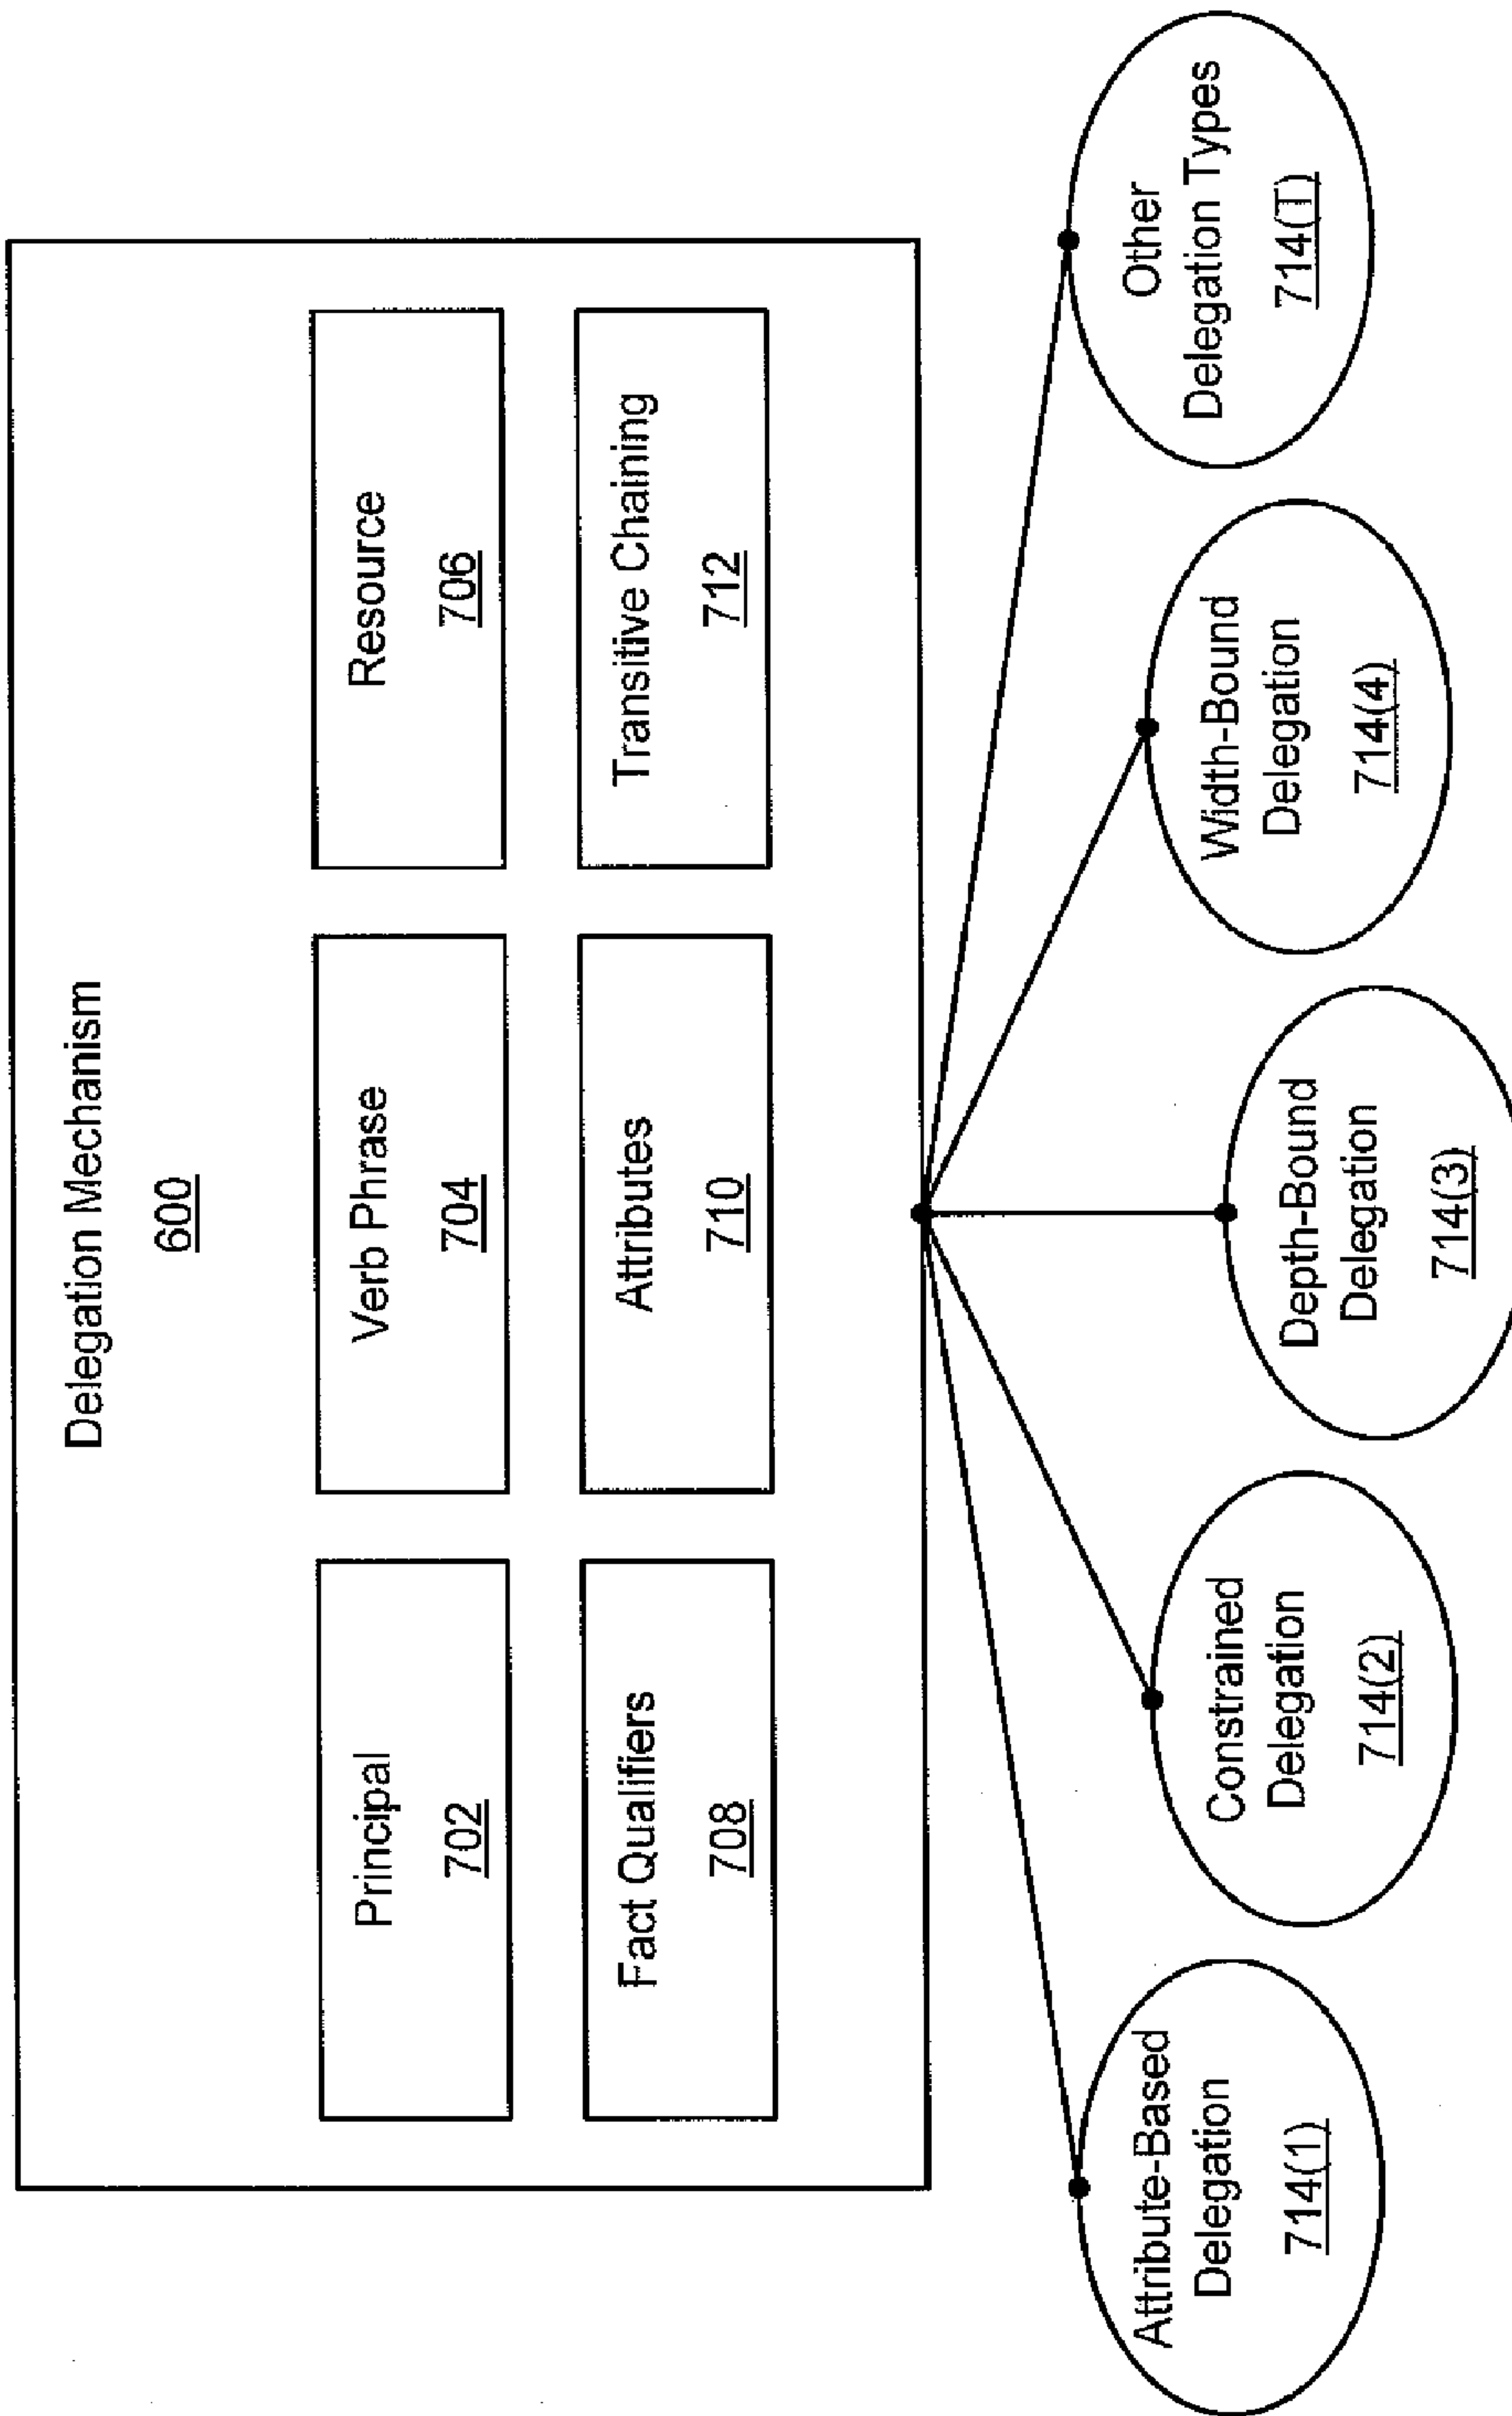 Delegation Mechanism
600
Principal
702
Verb Phrase
704
Resource
706
Fact Qualifiers
708
Attributes
710
Transitive Chaining
712
Attribute-Based
Delegation
714(1)
Constrained
Delegation
714(2)
Depth-Bound
Delegation
714(3)
Width-Bound
Delegation
714(4)
Other
Delegation Types
714(T)